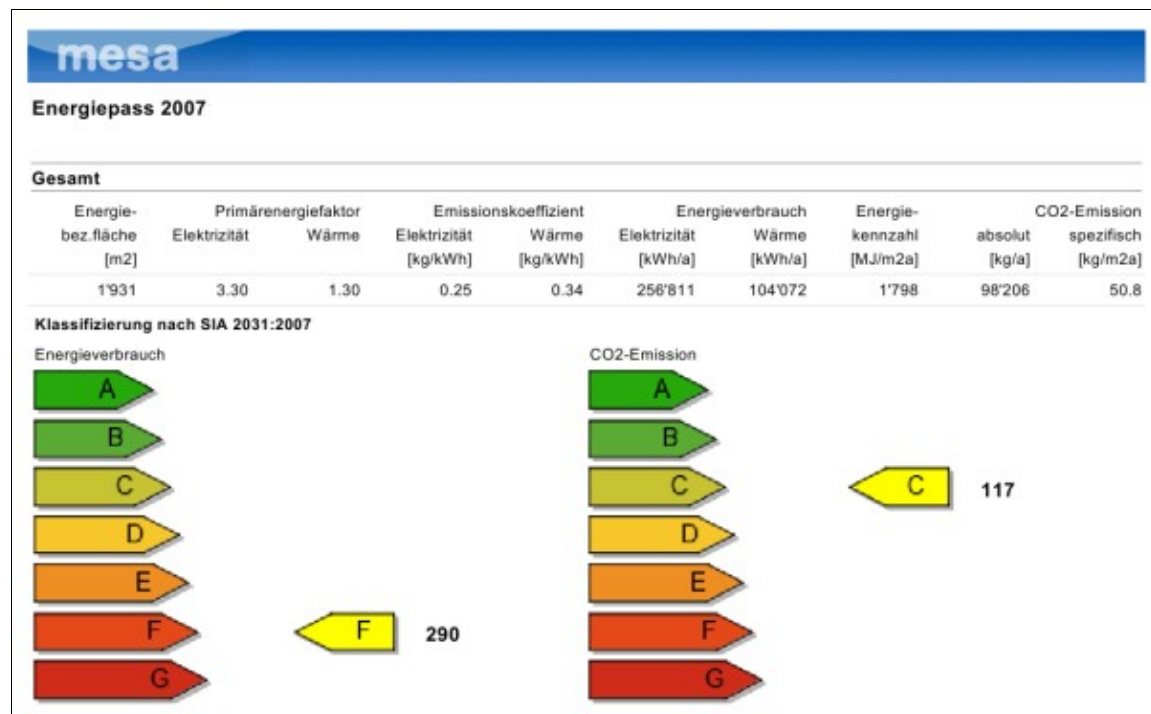 mesa
Energiepass 2007
Gesamt
Energie- Primärenergiefaktor Emissionskoeffizient Energieverbrauch Energie- CO2-Emission
bez.fläche Elektrizität Wärme Elektrizität Wärme Elektrizität Wärme kennzahl absolut spezifisch
[m2] [kg/kWh] [kg/kWh] [kWh/a] [kWh/a] [MJ/m2a] [kg/a] [kg/m2a]
1'931 3.30 1.30 0.25 0.34 256'811 104'072 1'798 98'206 50.8
Klassifizierung nach SIA 2031:2007
Energieverbrauch CO2-Emission
A A
B B
C C C 117
D D
E E
F F 290 F
G G